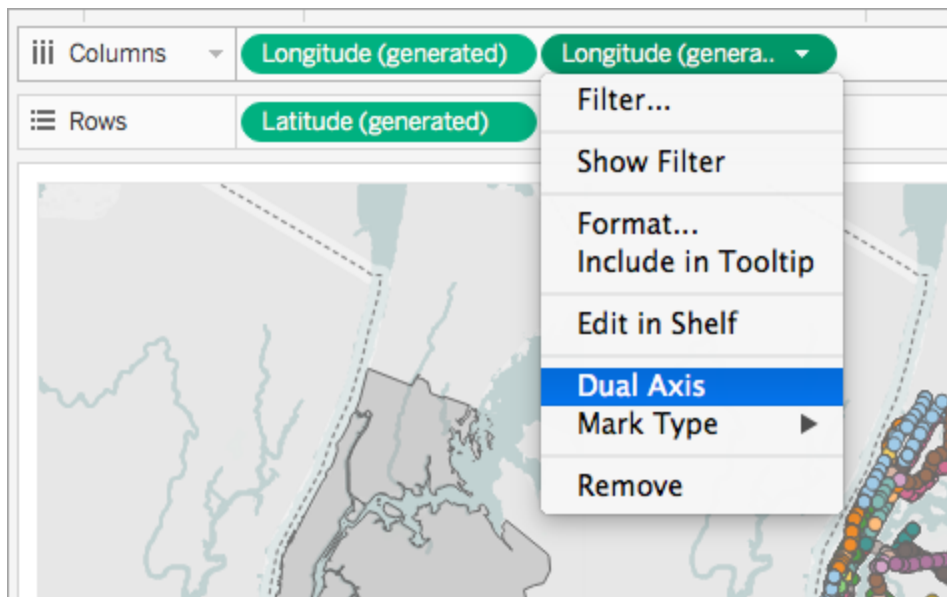 Columns
Longitude (generated)
Longitude (genera..
Rows
Latitude (generated)
Filter...
Show Filter
Format...
Include in Tooltip
Edit in Shelf
Dual Axis
Mark Type
Remove